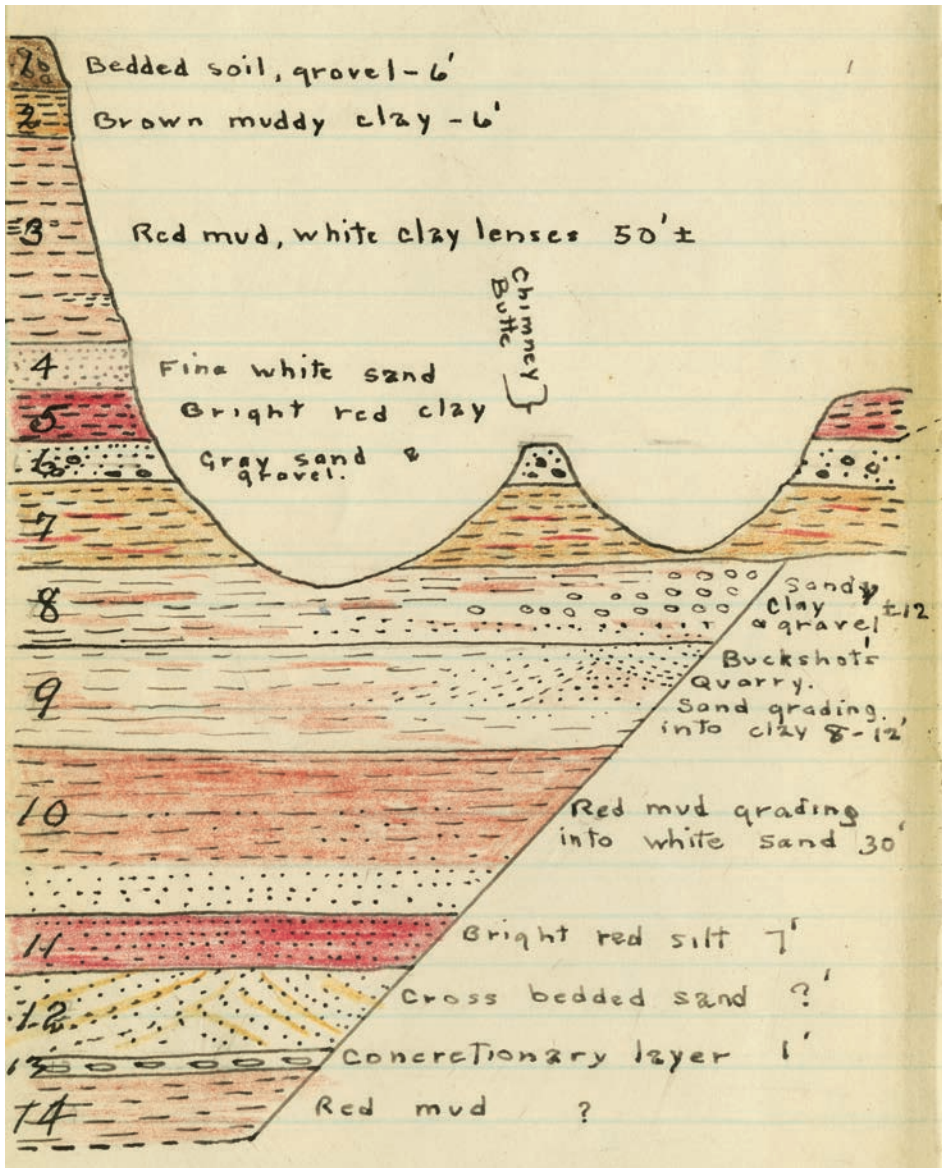 1 Bedded soil, gravel - 6'
2 Brown muddy clay - 6'
3 Red mud, white clay lenses 50' ±
Chimney
Butte
4 Fine white sand
5 Bright red clay
6 Gray sand &
gravel.
7
8 Sandy
clay ±12
& gravel
9 Buckshot's
Quarry.
Sand grading
into clay 8-12'
10 Red mud grading
into white sand 30'
11 Bright red silt 7'
12 Cross bedded sand ?'
13 Concretionary layer 1'
14 Red mud ?